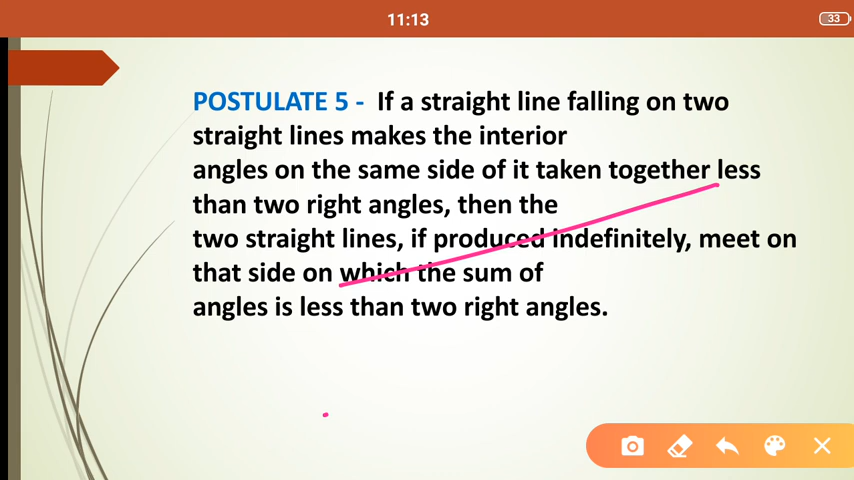 11:13
33
POSTULATE 5 - If a straight line falling on two
straight lines makes the interior
angles on the same side of it taken together less
than two right angles, then the
two straight lines, if produced indefinitely, meet on
that side on which the sum of
angles is less than two right angles.